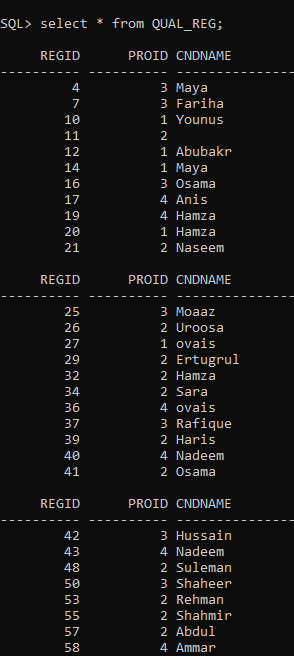 SQL> select * from QUAL_REG;
REGID PROID CNDNAME
---------- ---------- ---------------
4 3 Maya
7 3 Fariha
10 1 Younus
11 2
12 1 Abubakr
14 1 Maya
16 3 Osama
17 4 Anis
19 4 Hamza
20 1 Hamza
21 2 Naseem
REGID PROID CNDNAME
---------- ---------- ---------------
25 3 Moaaz
26 2 Uroosa
27 1 ovais
29 2 Ertugrul
32 2 Hamza
34 2 Sara
36 4 ovais
37 3 Rafique
39 2 Haris
40 4 Nadeem
41 2 Osama
REGID PROID CNDNAME
---------- ---------- ---------------
42 3 Hussain
43 4 Nadeem
48 2 Suleman
50 3 Shaheer
53 2 Rehman
55 2 Shahmir
57 2 Abdul
58 4 Ammar